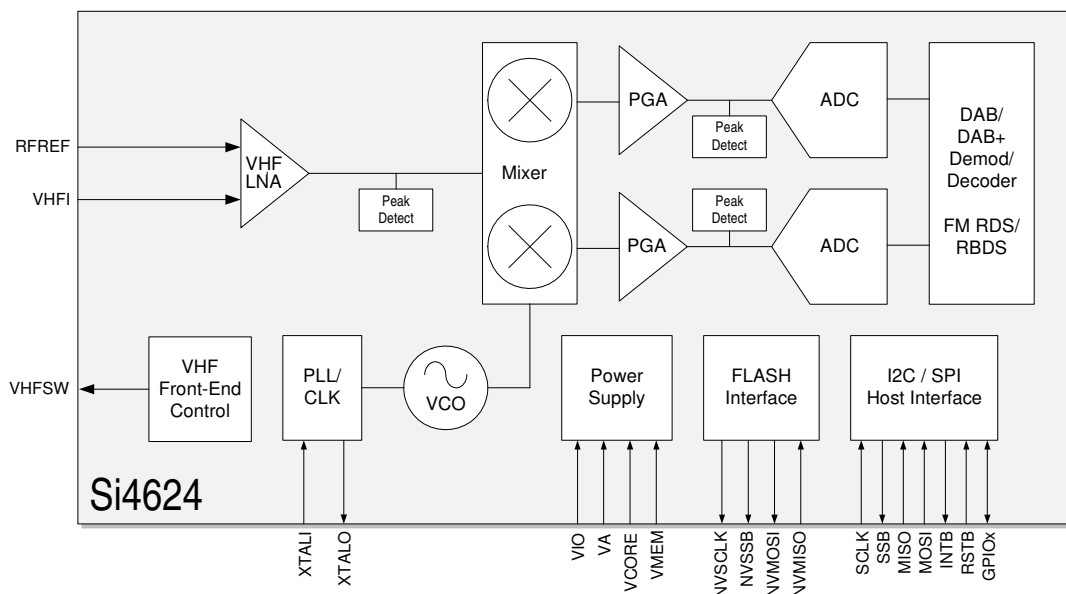 RFREF
VHFI
VHF
LNA
Peak
Detect
Mixer
PGA
Peak
Detect
ADC
PGA
Peak
Detect
ADC
DAB/
DAB+
Demod/
Decoder
FM RDS/
RBDS
VHFSW
VHF
Front-End
Control
PLL/
CLK
VCO
Power
Supply
FLASH
Interface
I2C / SPI
Host Interface
Si4624
XTALI
XTALO
VIO
VA
VCORE
VMEM
NVSCLK
NVSSB
NVMOSI
NVMISO
SCLK
SSB
MISO
MOSI
INTB
RSTB
GPIOx